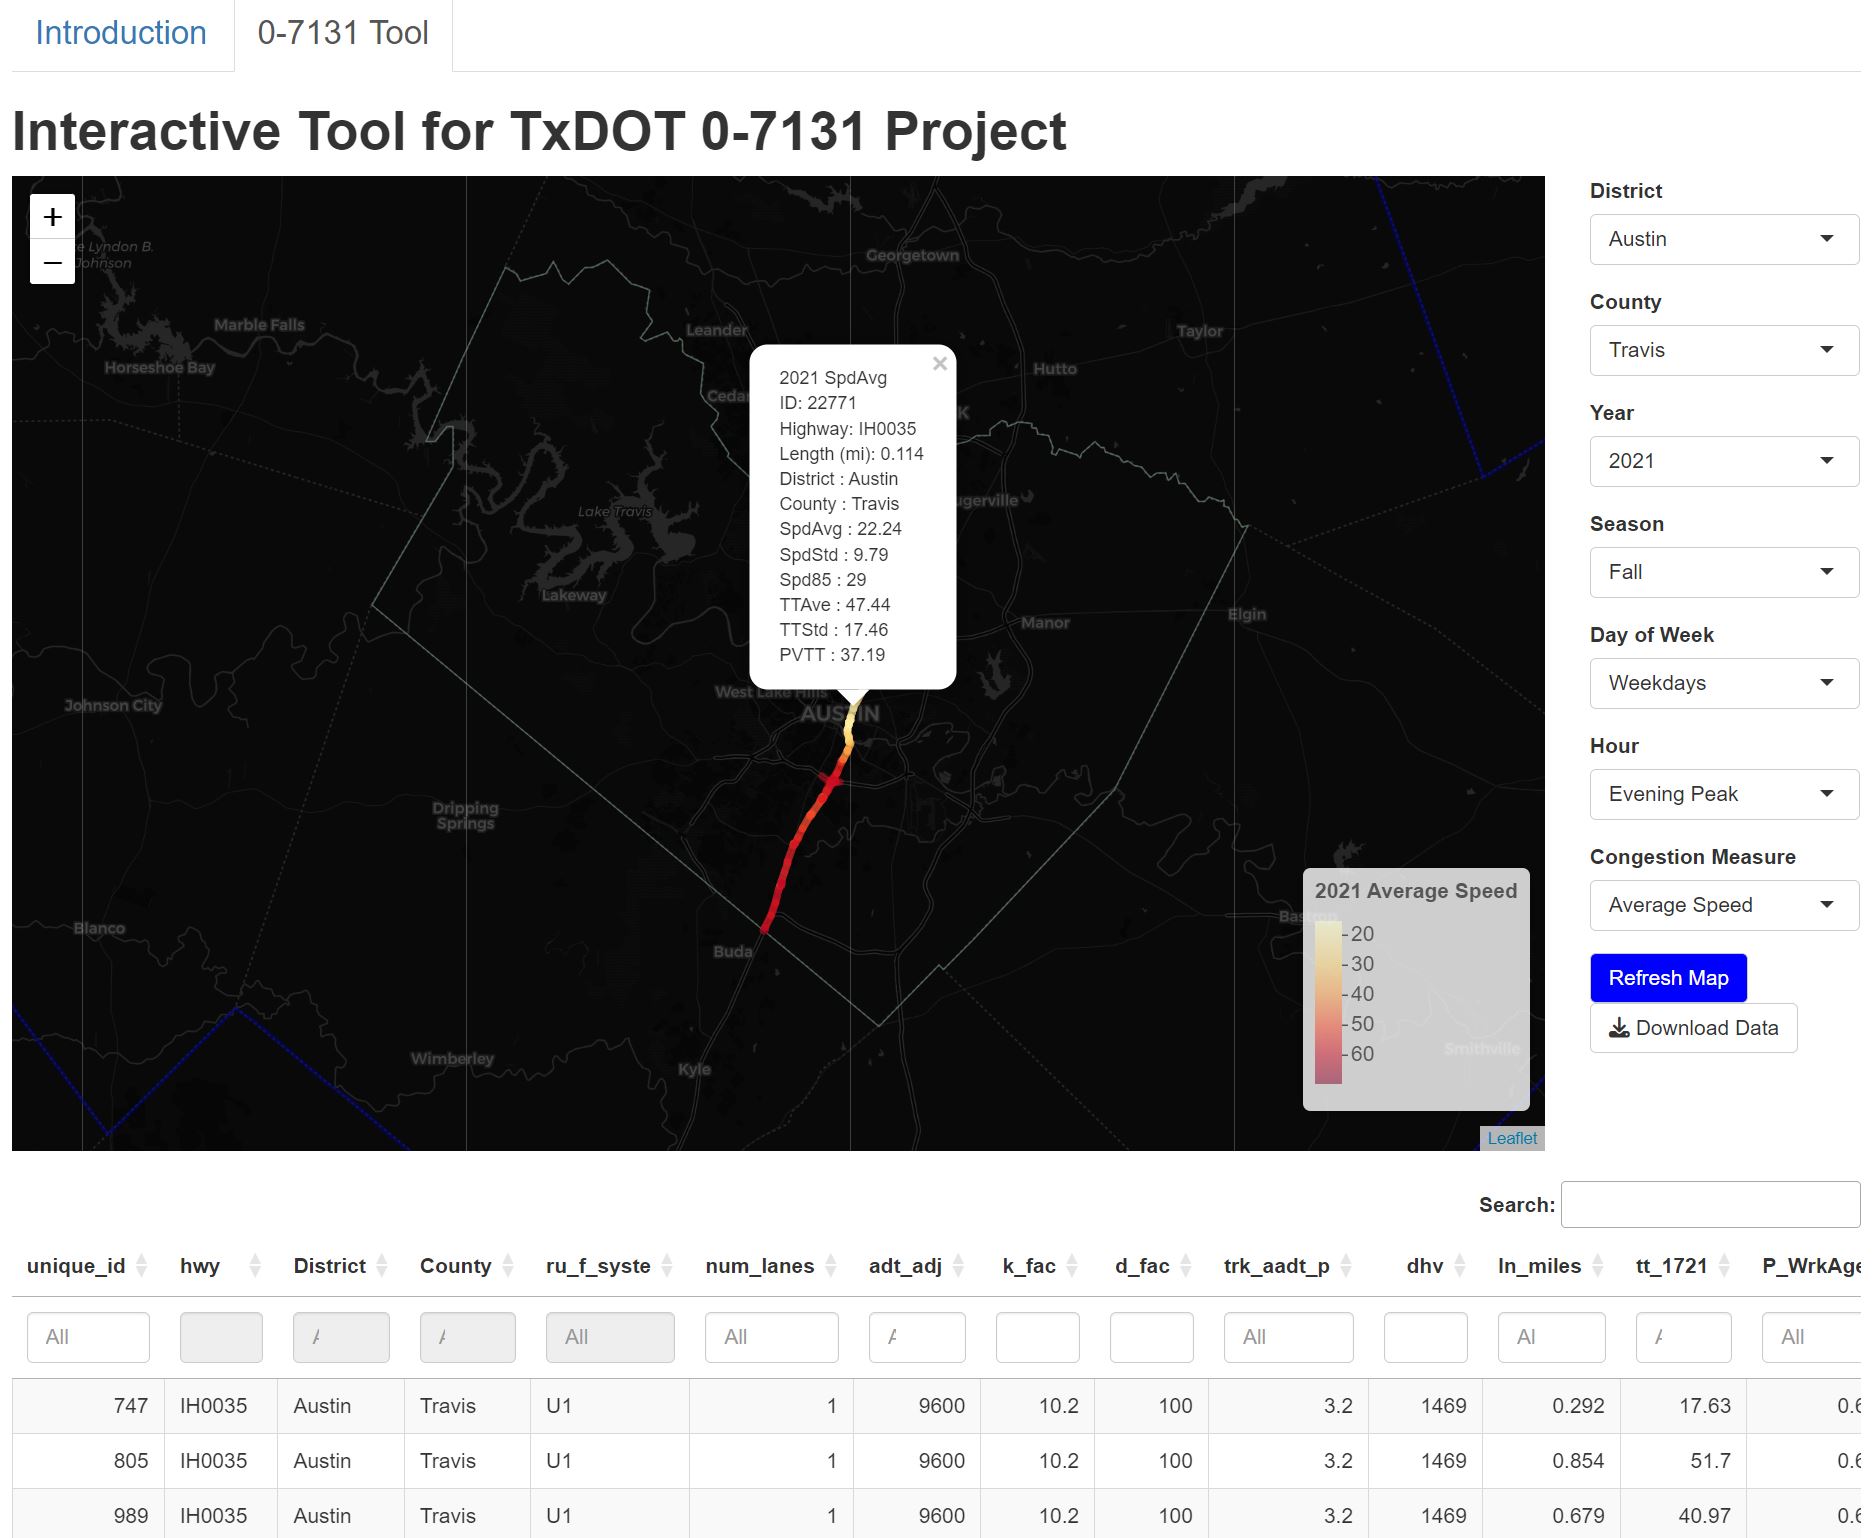 Introduction
0-7131 Tool
Interactive Tool for TxDOT 0-7131 Project
+
−
e Lyndon B.
Johnson
Marble Falls
Horseshoe Bay
Georgetown
Leander
Taylor
Hutto
Cedar
K
ugerville
Lake Travis
Lakeway
Manor
Elgin
West Lake Hills
AUSTIN
Johnson City
Dripping
Springs
Blanco
Buda
Wimberley
Kyle
Bastrop
Smithville
×
2021 SpdAvg
ID: 22771
Highway: IH0035
Length (mi): 0.114
District : Austin
County : Travis
SpdAvg : 22.24
SpdStd : 9.79
Spd85 : 29
TTAve : 47.44
TTStd : 17.46
PVTT : 37.19
2021 Average Speed
20
30
40
50
60
Leaflet
District
Austin
County
Travis
Year
2021
Season
Fall
Day of Week
Weekdays
Hour
Evening Peak
Congestion Measure
Average Speed
Refresh Map
Download Data
Search:
unique_id hwy District County ru_f_syste num_lanes adt_adj k_fac d_fac trk_aadt_p dhv ln_miles tt_1721 P_WrkAge
All All All All Al All
747 IH0035 Austin Travis U1 1 9600 10.2 100 3.2 1469 0.292 17.63 0.6
805 IH0035 Austin Travis U1 1 9600 10.2 100 3.2 1469 0.854 51.7 0.6
989 IH0035 Austin Travis U1 1 9600 10.2 100 3.2 1469 0.679 40.97 0.6